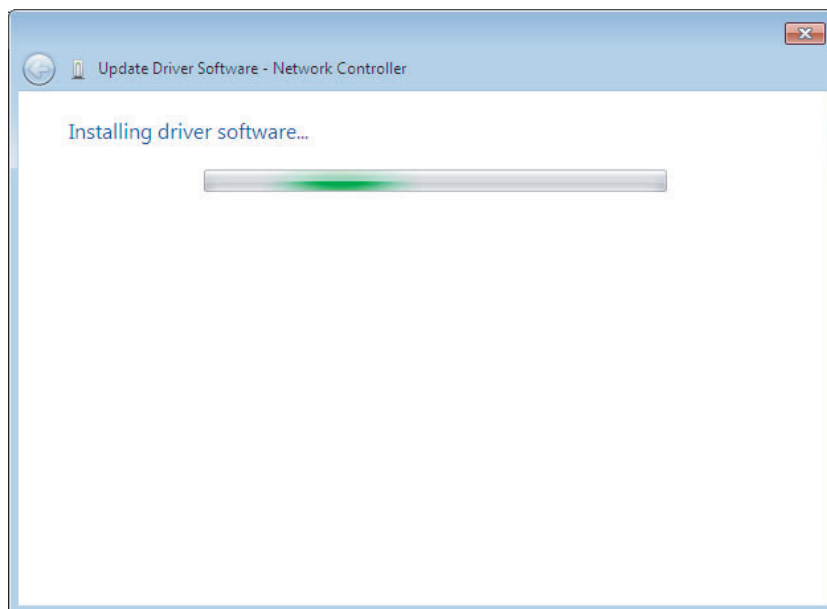 Update Driver Software - Network Controller
Installing driver software...